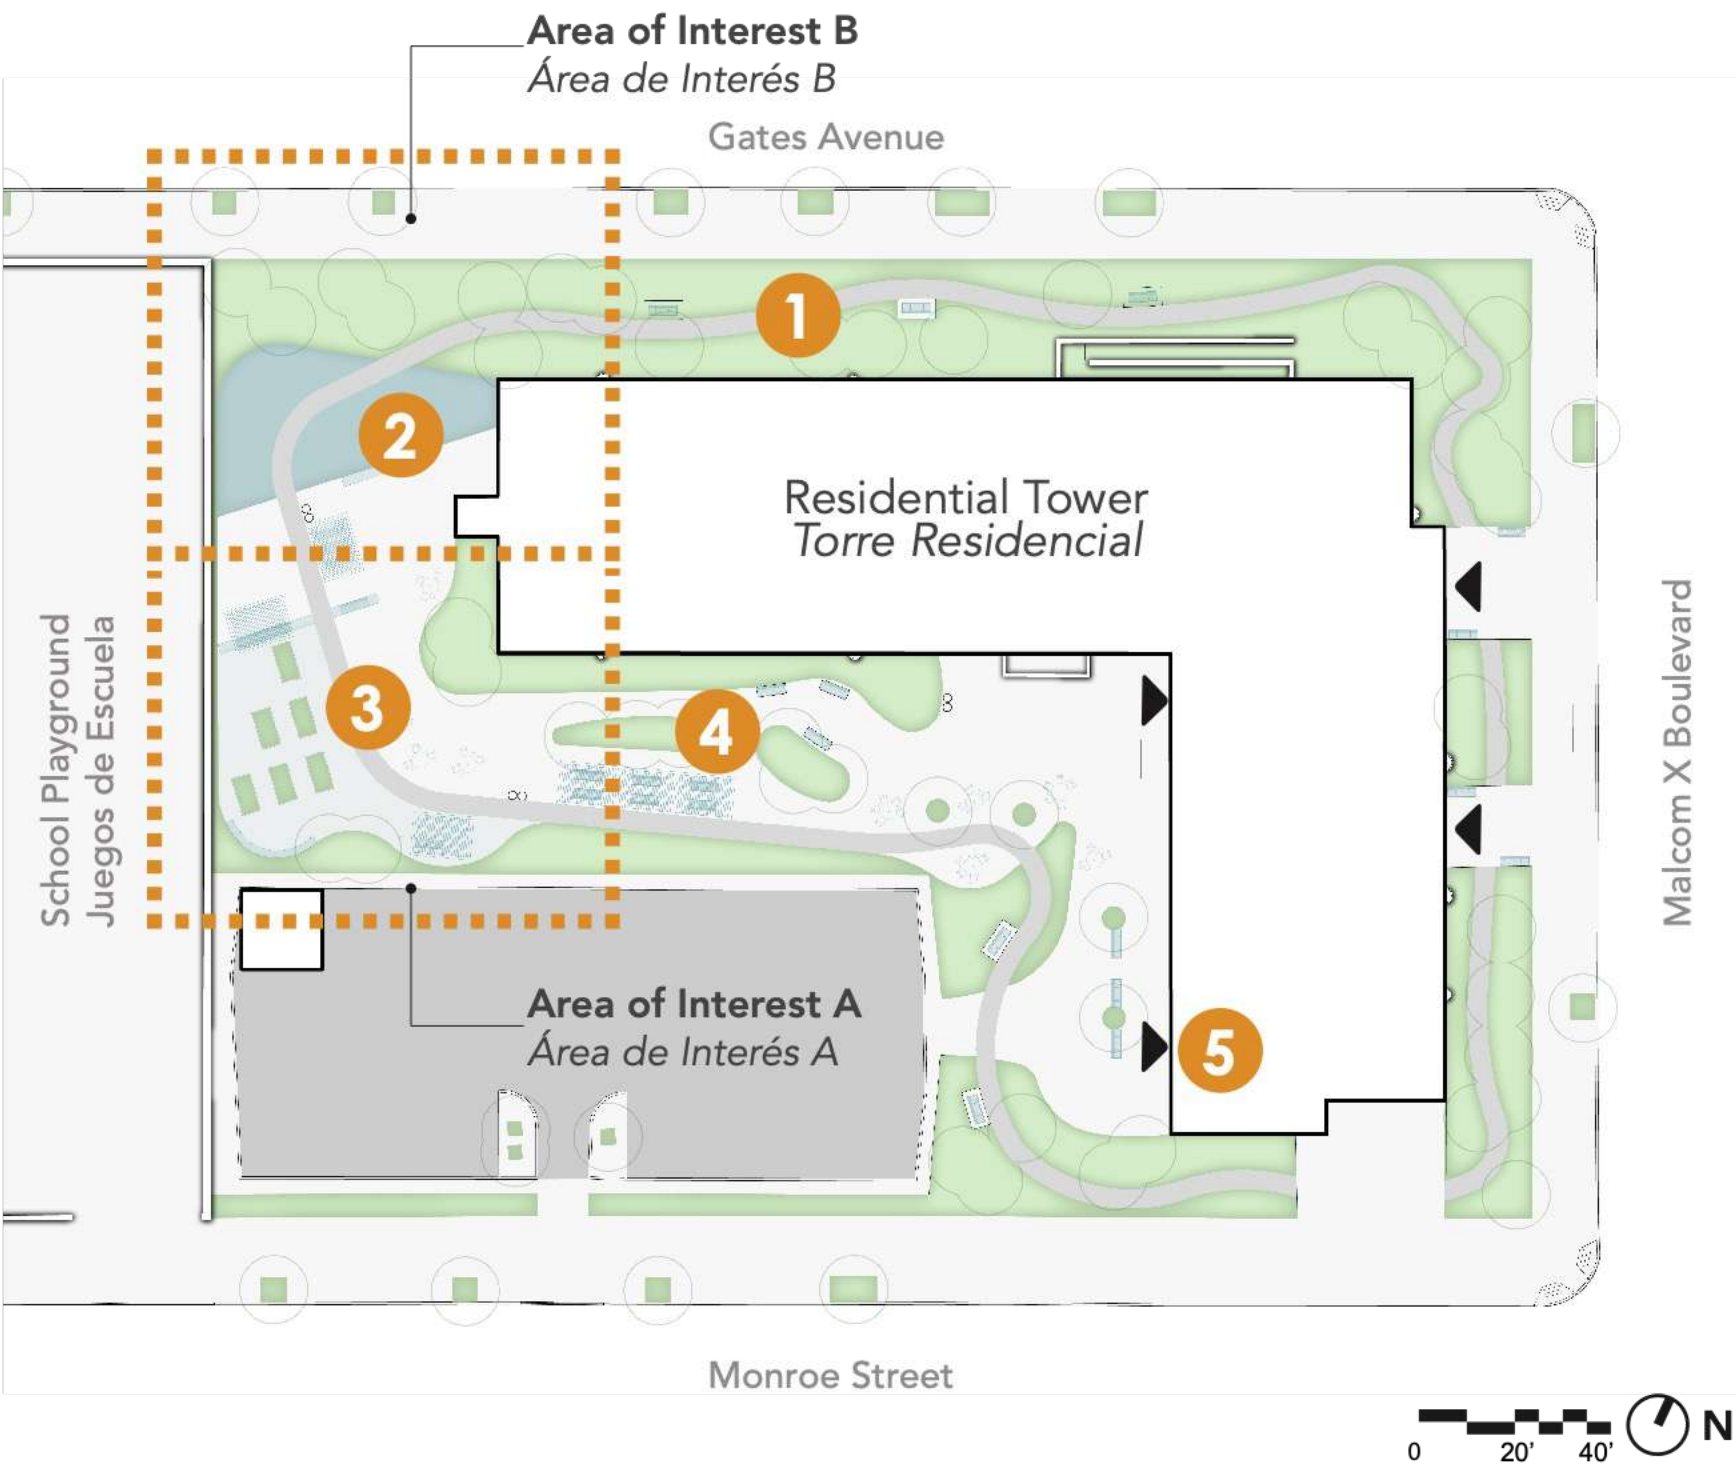 Area of Interest B
Área de Interés B
Gates Avenue
1
2
Residential Tower
Torre Residencial
School Playground
Juegos de Escuela
3
4
Malcom X Boulevard
Area of Interest A
Área de Interés A
5
Monroe Street
0 20' 40' N